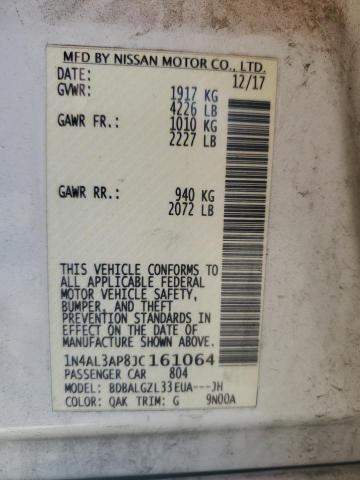 MFD BY NISSAN MOTOR CO., LTD.
DATE: 12/17
GVWR: 1917 KG
4226 LB
GAWR FR.: 1010 KG
2227 LB
GAWR RR.: 940 KG
2072 LB
THIS VEHICLE CONFORMS TO
ALL APPLICABLE FEDERAL
MOTOR VEHICLE SAFETY,
BUMPER, AND THEFT
PREVENTION STANDARDS
IN EFFECT ON THE DATE OF
MANUFACTURE SHOWN ABOVE.
1N4AL3AP8JC161064
PASSENGER CAR 804
MODEL: BDBALGZL33EUA---JH
COLOR: QAK TRIM: G 9N00A